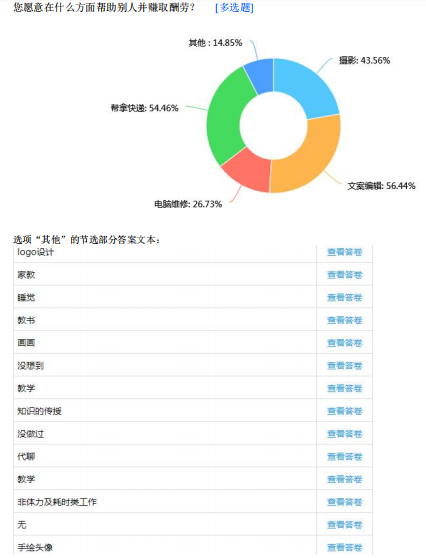 您愿意在什么方面帮助别人并赚取酬劳？ [多选题]
其他 : 14.85%
摄影: 43.56%
帮拿快递: 54.46%
文案编辑: 56.44%
电脑维修: 26.73%
选项“其他”的节选部分答案文本：
logo设计 查看答卷
家教 查看答卷
睡觉 查看答卷
教书 查看答卷
画画 查看答卷
没想到 查看答卷
教学 查看答卷
知识的传授 查看答卷
没做过 查看答卷
代聊 查看答卷
教学 查看答卷
非体力及耗时类工作 查看答卷
无 查看答卷
手绘头像 查看答卷